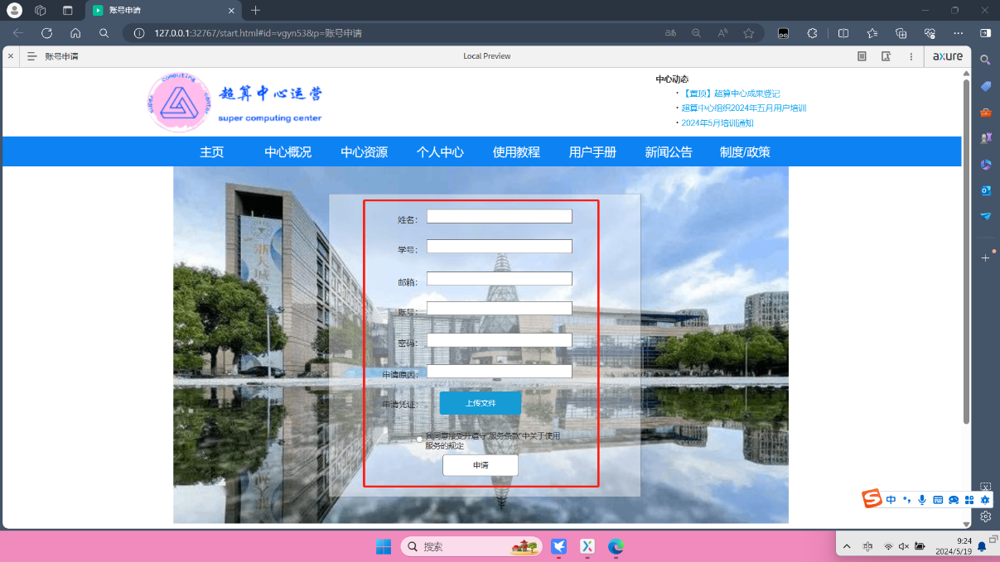 账号申请
127.0.0.1:32767/start.html#id=vgyn53&p=账号申请
账号申请
Local Preview
axure
super computing center
超算中心运营
super computing center
中心动态
· 【置顶】超算中心成果登记
· 超算中心组织2024年五月用户培训
· 2024年5月培训通知
主页 中心概况 中心资源 个人中心 使用教程 用户手册 新闻公告 制度/政策
姓名：
学号：
邮箱：
账号：
密码：
申请原因：
申请凭证： 上传文件
我同意接受并遵守“服务条款”中关于使用
服务的规定
申请
中
搜索
中
9:24
2024/5/19